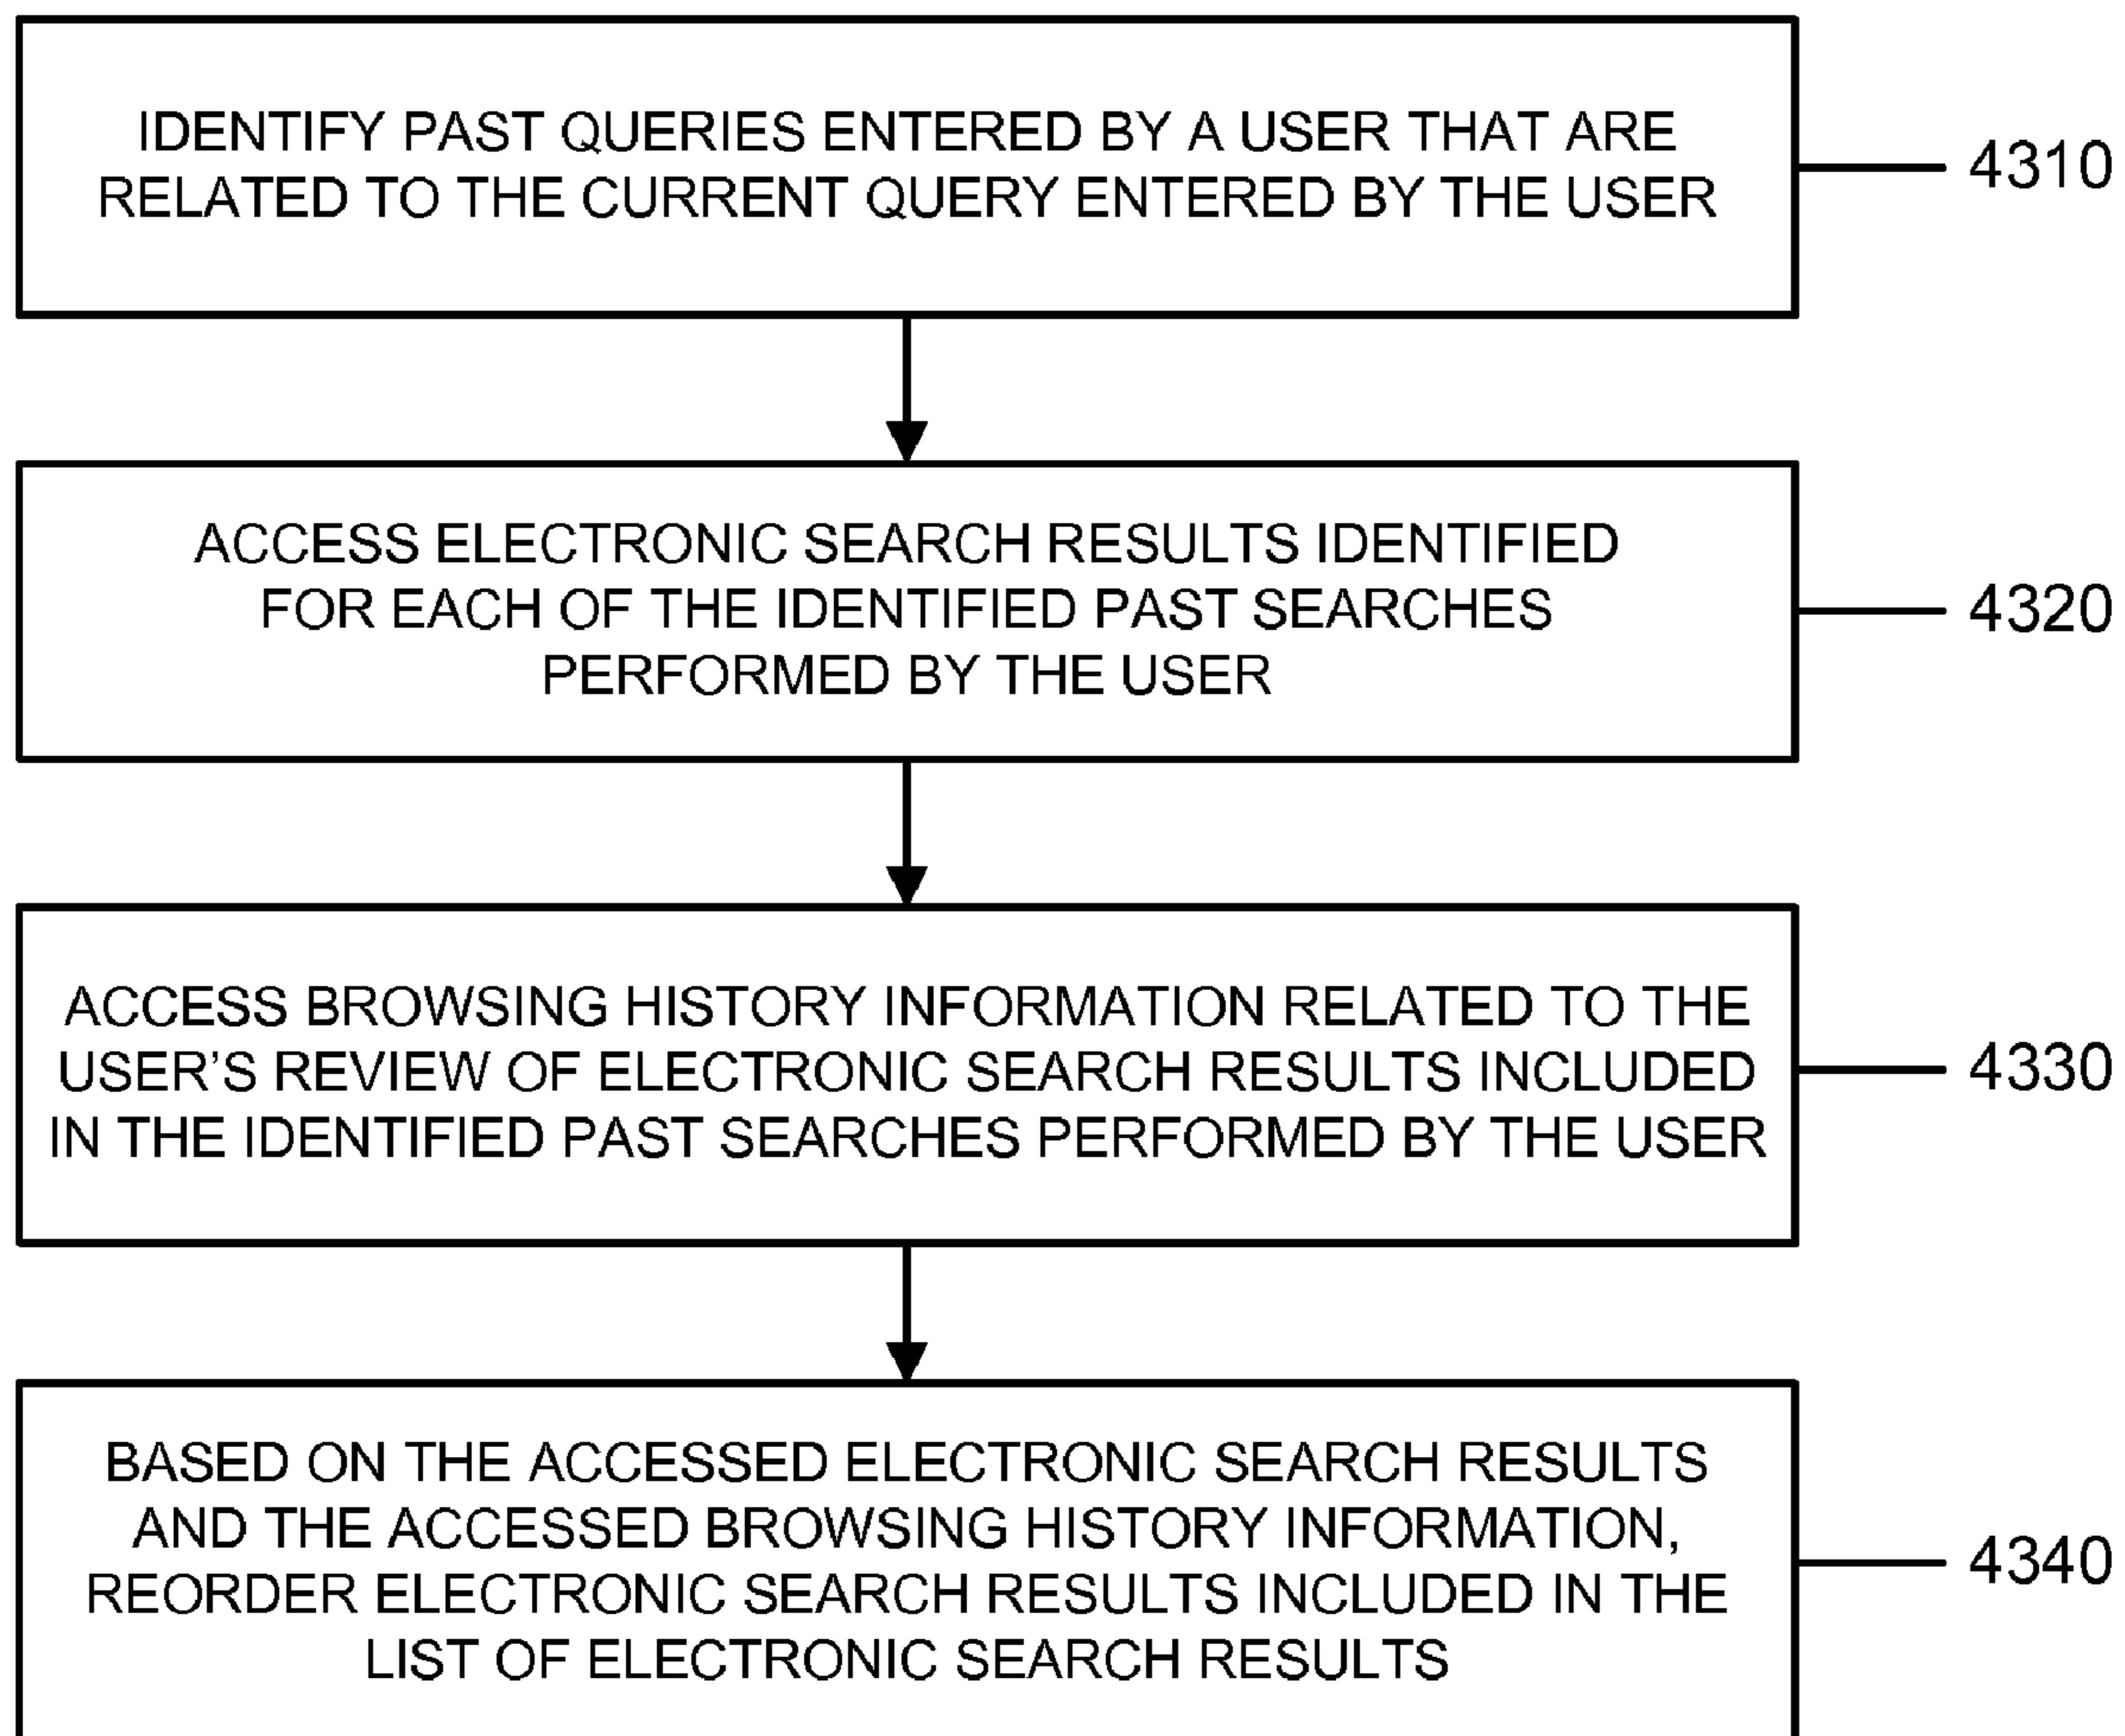 IDENTIFY PAST QUERIES ENTERED BY A USER THAT ARE
RELATED TO THE CURRENT QUERY ENTERED BY THE USER
4310
ACCESS ELECTRONIC SEARCH RESULTS IDENTIFIED
FOR EACH OF THE IDENTIFIED PAST SEARCHES
PERFORMED BY THE USER
4320
ACCESS BROWSING HISTORY INFORMATION RELATED TO THE
USER’S REVIEW OF ELECTRONIC SEARCH RESULTS INCLUDED
IN THE IDENTIFIED PAST SEARCHES PERFORMED BY THE USER
4330
BASED ON THE ACCESSED ELECTRONIC SEARCH RESULTS
AND THE ACCESSED BROWSING HISTORY INFORMATION,
REORDER ELECTRONIC SEARCH RESULTS INCLUDED IN THE
LIST OF ELECTRONIC SEARCH RESULTS
4340